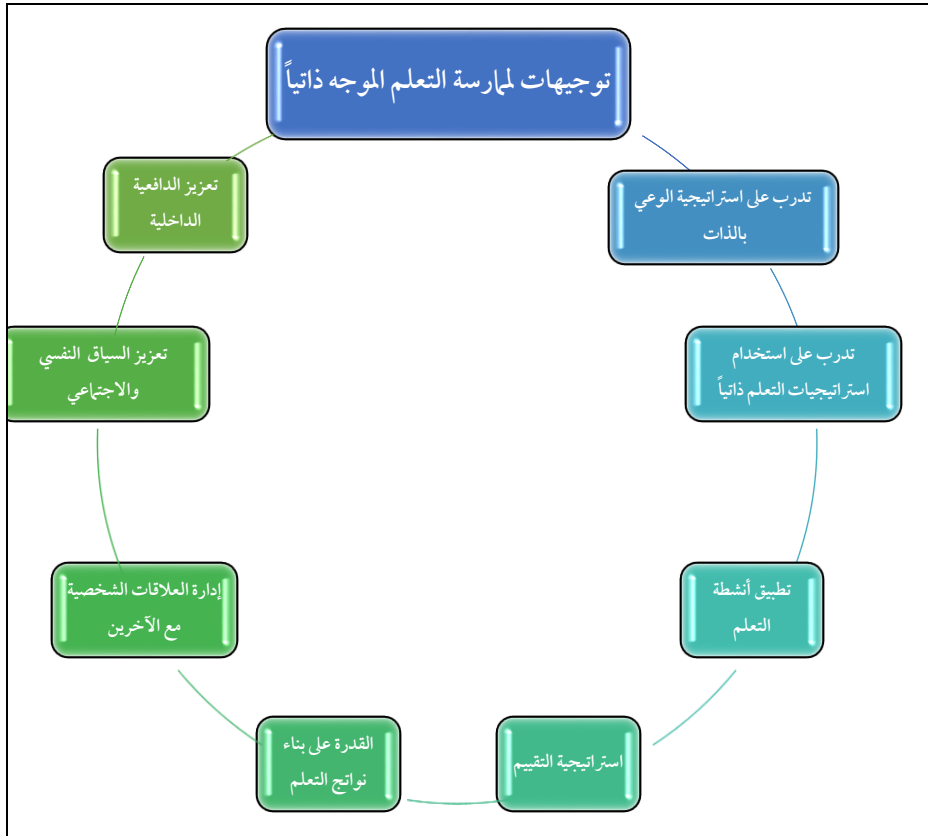 توجيهات لممارسة التعلم الموجه ذاتياً
تدرب على استراتيجية الوعي
بالذات
تدرب على استخدام
استراتيجيات التعلم ذاتياً
تطبيق أنشطة
التعلم
استراتيجية التقييم
القدرة على بناء
نواتج التعلم
إدارة العلاقات الشخصية
مع الآخرين
تعزيز السياق النفسي
والاجتماعي
تعزيز الدافعية
الداخلية